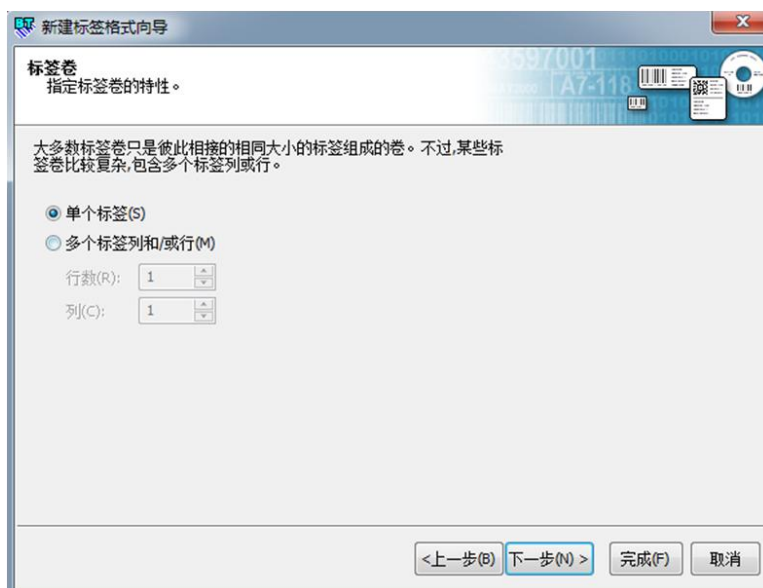 新建标签格式向导
标签卷
指定标签卷的特性。
3597001
A7-118
大多数标签卷只是彼此相接的相同大小的标签组成的卷。不过,某些标
签卷比较复杂,包含多个标签列或行。
单个标签(S)
多个标签列和/或行(M)
行数(R): 1
列(C): 1
<上一步(B) 下一步(N) > 完成(F) 取消